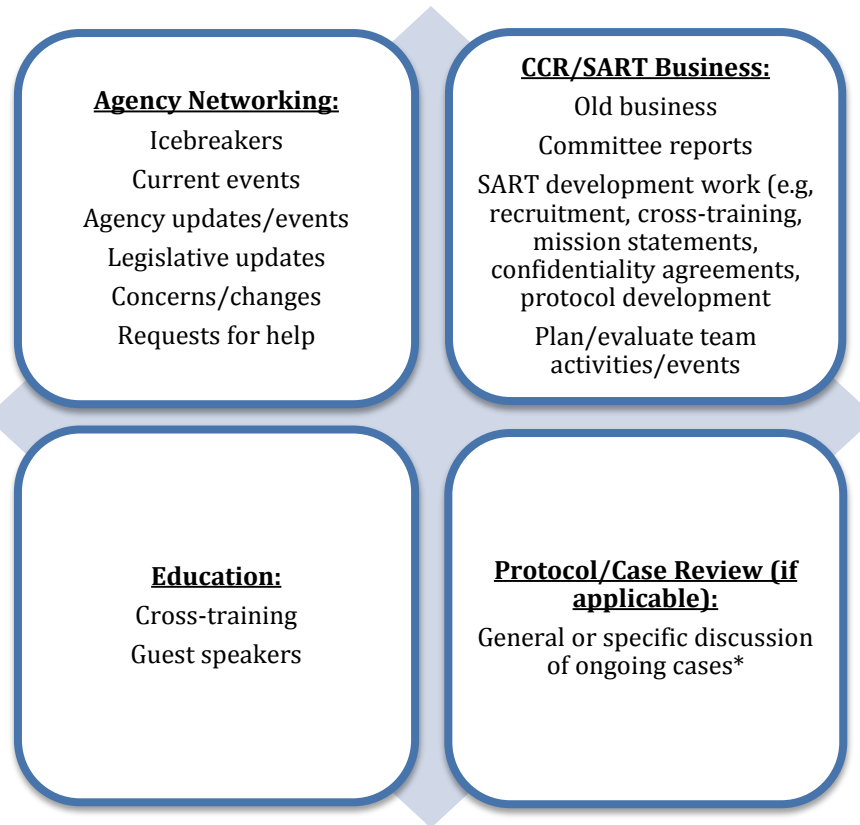 Agency Networking:
Icebreakers
Current events
Agency updates/events
Legislative updates
Concerns/changes
Requests for help
CCR/SART Business:
Old business
Committee reports
SART development work (e.g,
recruitment, cross-training,
mission statements,
confidentiality agreements,
protocol development
Plan/evaluate team
activities/events
Education:
Cross-training
Guest speakers
Protocol/Case Review (if
applicable):
General or specific discussion
of ongoing cases*